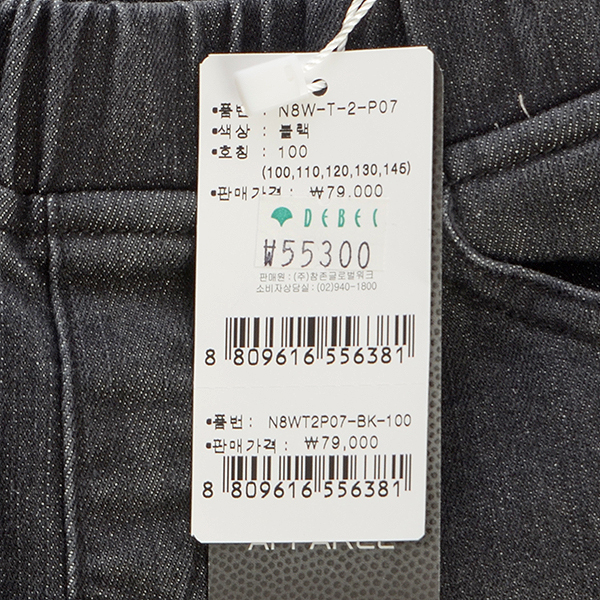 •품번 : N8W-T-2-P07
•색상 : 블랙
•호칭 : 100
(100,110,120,130,145)
•판매가격 : ₩79,000
DEBEC
₩55300
판매원 : (주)참존글로벌워크
소비자상담실 : (02)940-1800
8 809616 556381
•품번 : N8WT2P07-BK-100
•판매가격 : ₩79,000
8 809616 556381
APPAREL